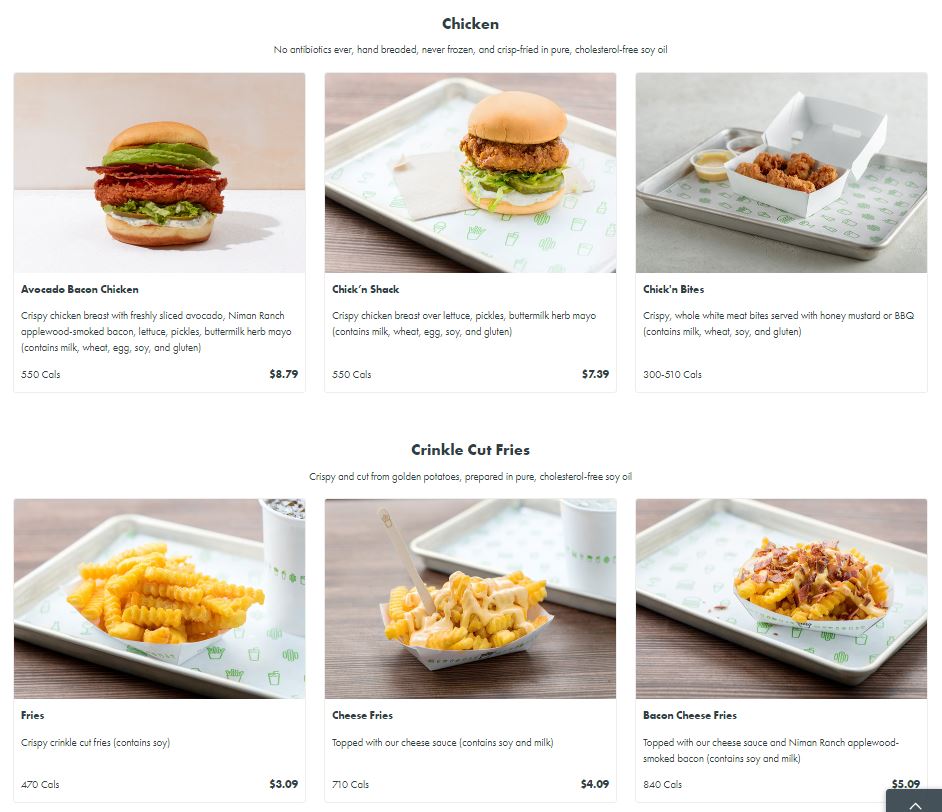 Chicken
No antibiotics ever, hand breaded, never frozen, and crisp-fried in pure, cholesterol-free soy oil
Avocado Bacon Chicken
Crispy chicken breast with freshly sliced avocado, Niman Ranch
applewood-smoked bacon, lettuce, pickles, buttermilk herb mayo
(contains milk, wheat, egg, soy, and gluten)
550 Cals
$8.79
Chick’n Shack
Crispy chicken breast over lettuce, pickles, buttermilk herb mayo
(contains milk, wheat, egg, soy, and gluten)
550 Cals
$7.39
Chick'n Bites
Crispy, whole white meat bites served with honey mustard or BBQ
(contains milk, wheat, soy, and gluten)
300-510 Cals
Crinkle Cut Fries
Crispy and cut from golden potatoes, prepared in pure, cholesterol-free soy oil
Fries
Crispy crinkle cut fries (contains soy)
470 Cals
$3.09
Cheese Fries
Topped with our cheese sauce (contains soy and milk)
710 Cals
$4.09
Bacon Cheese Fries
Topped with our cheese sauce and Niman Ranch applewood-
smoked bacon (contains soy and milk)
840 Cals
$5.09